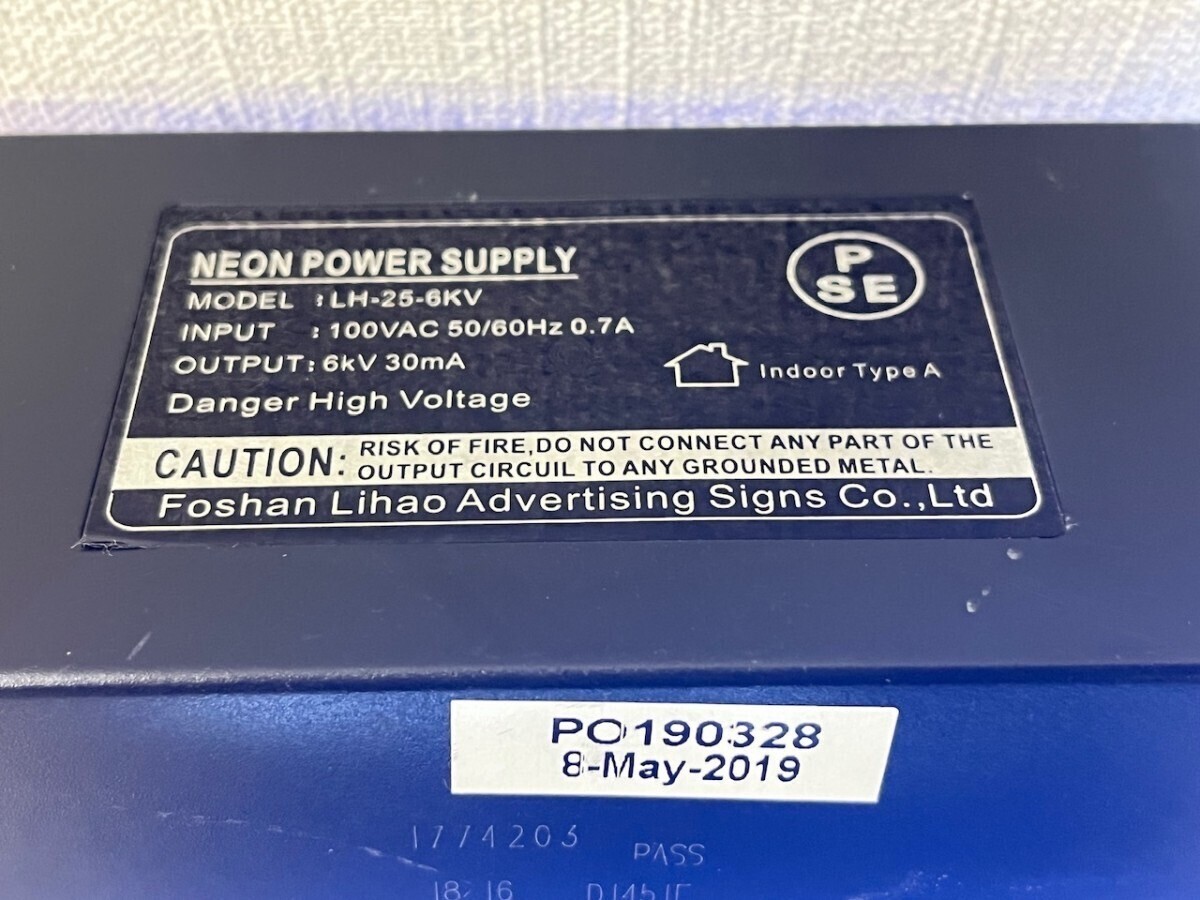 NEON POWER SUPPLY
MODEL : LH-25-6KV
INPUT : 100VAC 50/60Hz 0.7A
OUTPUT: 6kV 30mA
Danger High Voltage
P
SE
Indoor Type A
CAUTION: RISK OF FIRE,DO NOT CONNECT ANY PART OF THE
OUTPUT CIRCUIL TO ANY GROUNDED METAL.
Foshan Lihao Advertising Signs Co.,Ltd
PO190328
8-May-2019
1774203
PASS